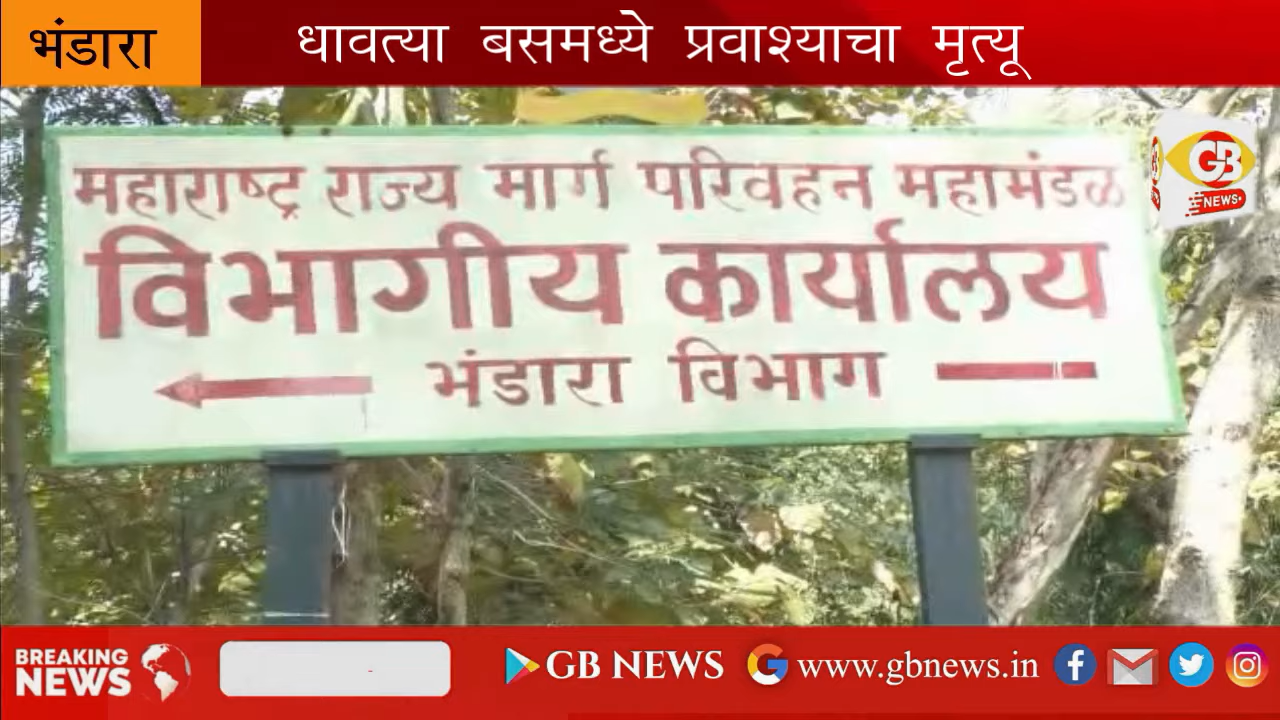 भंडारा
धावत्या बसमध्ये प्रवाश्याचा मृत्यू
महाराष्ट्र राज्य मार्ग परिवहन महामंडळ
विभागीय कार्यालय
भंडारा विभाग
GB
NEWS
BREAKING
NEWS
GB NEWS
www.gbnews.in